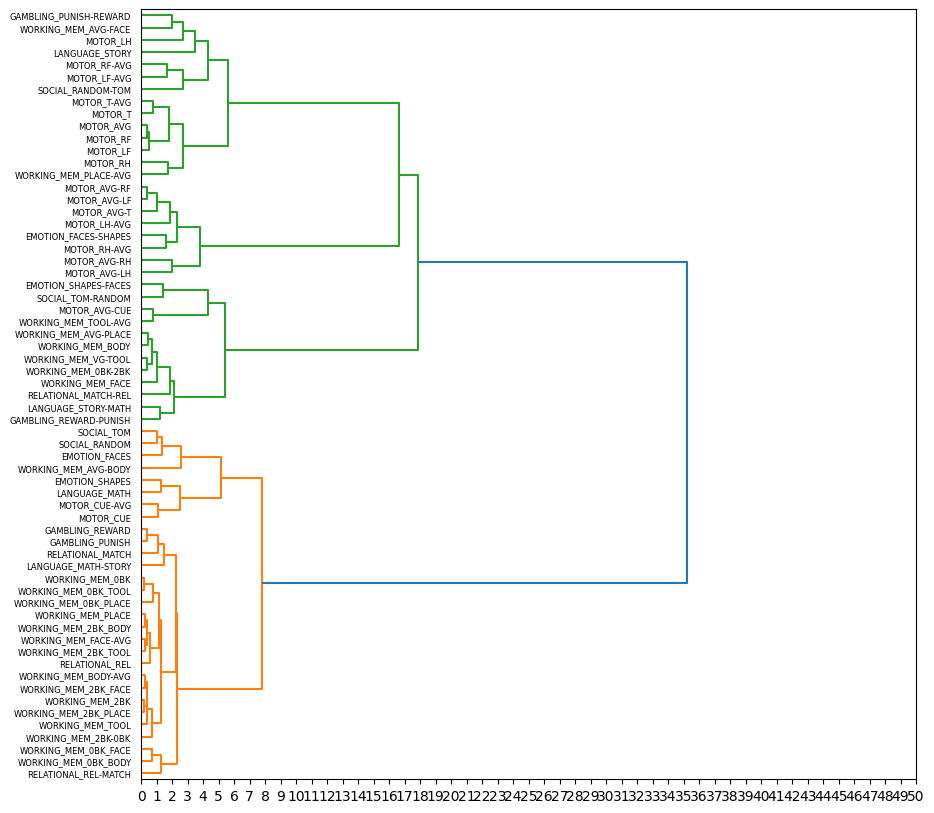 GAMBLING_PUNISH-REWARD
WORKING_MEM_AVG-FACE
MOTOR_LH
LANGUAGE_STORY
MOTOR_RF-AVG
MOTOR_LF-AVG
SOCIAL_RANDOM-TOM
MOTOR_T-AVG
MOTOR_T
MOTOR_AVG
MOTOR_RF
MOTOR_LF
MOTOR_RH
WORKING_MEM_PLACE-AVG
MOTOR_AVG-RF
MOTOR_AVG-LF
MOTOR_AVG-T
MOTOR_LH-AVG
EMOTION_FACES-SHAPES
MOTOR_RH-AVG
MOTOR_AVG-RH
MOTOR_AVG-LH
EMOTION_SHAPES-FACES
SOCIAL_TOM-RANDOM
MOTOR_AVG-CUE
WORKING_MEM_TOOL-AVG
WORKING_MEM_AVG-PLACE
WORKING_MEM_BODY
WORKING_MEM_VG-TOOL
WORKING_MEM_0BK-2BK
WORKING_MEM_FACE
RELATIONAL_MATCH-REL
LANGUAGE_STORY-MATH
GAMBLING_REWARD-PUNISH
SOCIAL_TOM
SOCIAL_RANDOM
EMOTION_FACES
WORKING_MEM_AVG-BODY
EMOTION_SHAPES
LANGUAGE_MATH
MOTOR_CUE-AVG
MOTOR_CUE
GAMBLING_REWARD
GAMBLING_PUNISH
RELATIONAL_MATCH
LANGUAGE_MATH-STORY
WORKING_MEM_0BK
WORKING_MEM_0BK_TOOL
WORKING_MEM_0BK_PLACE
WORKING_MEM_PLACE
WORKING_MEM_2BK_BODY
WORKING_MEM_FACE-AVG
WORKING_MEM_2BK_TOOL
RELATIONAL_REL
WORKING_MEM_BODY-AVG
WORKING_MEM_2BK_FACE
WORKING_MEM_2BK
WORKING_MEM_2BK_PLACE
WORKING_MEM_TOOL
WORKING_MEM_2BK-0BK
WORKING_MEM_0BK_FACE
WORKING_MEM_0BK_BODY
RELATIONAL_REL-MATCH
0 1 2 3 4 5 6 7 8 9 10 11 12 13 14 15 16 17 18 19 20 21 22 23 24 25 26 27 28 29 30 31 32 33 34 35 36 37 38 39 40 41 42 43 44 45 46 47 48 49 50